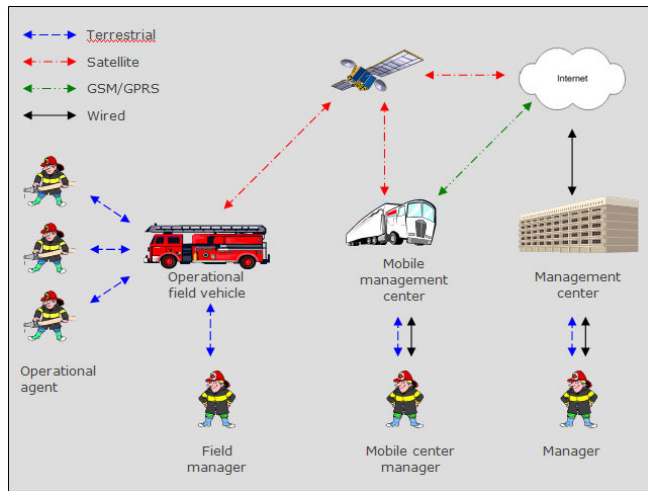 Terrestrial
Satellite
GSM/GPRS
Wired
Internet
Operational
field vehicle
Mobile
management
center
Management
center
Operational
agent
Field
manager
Mobile center
manager
Manager